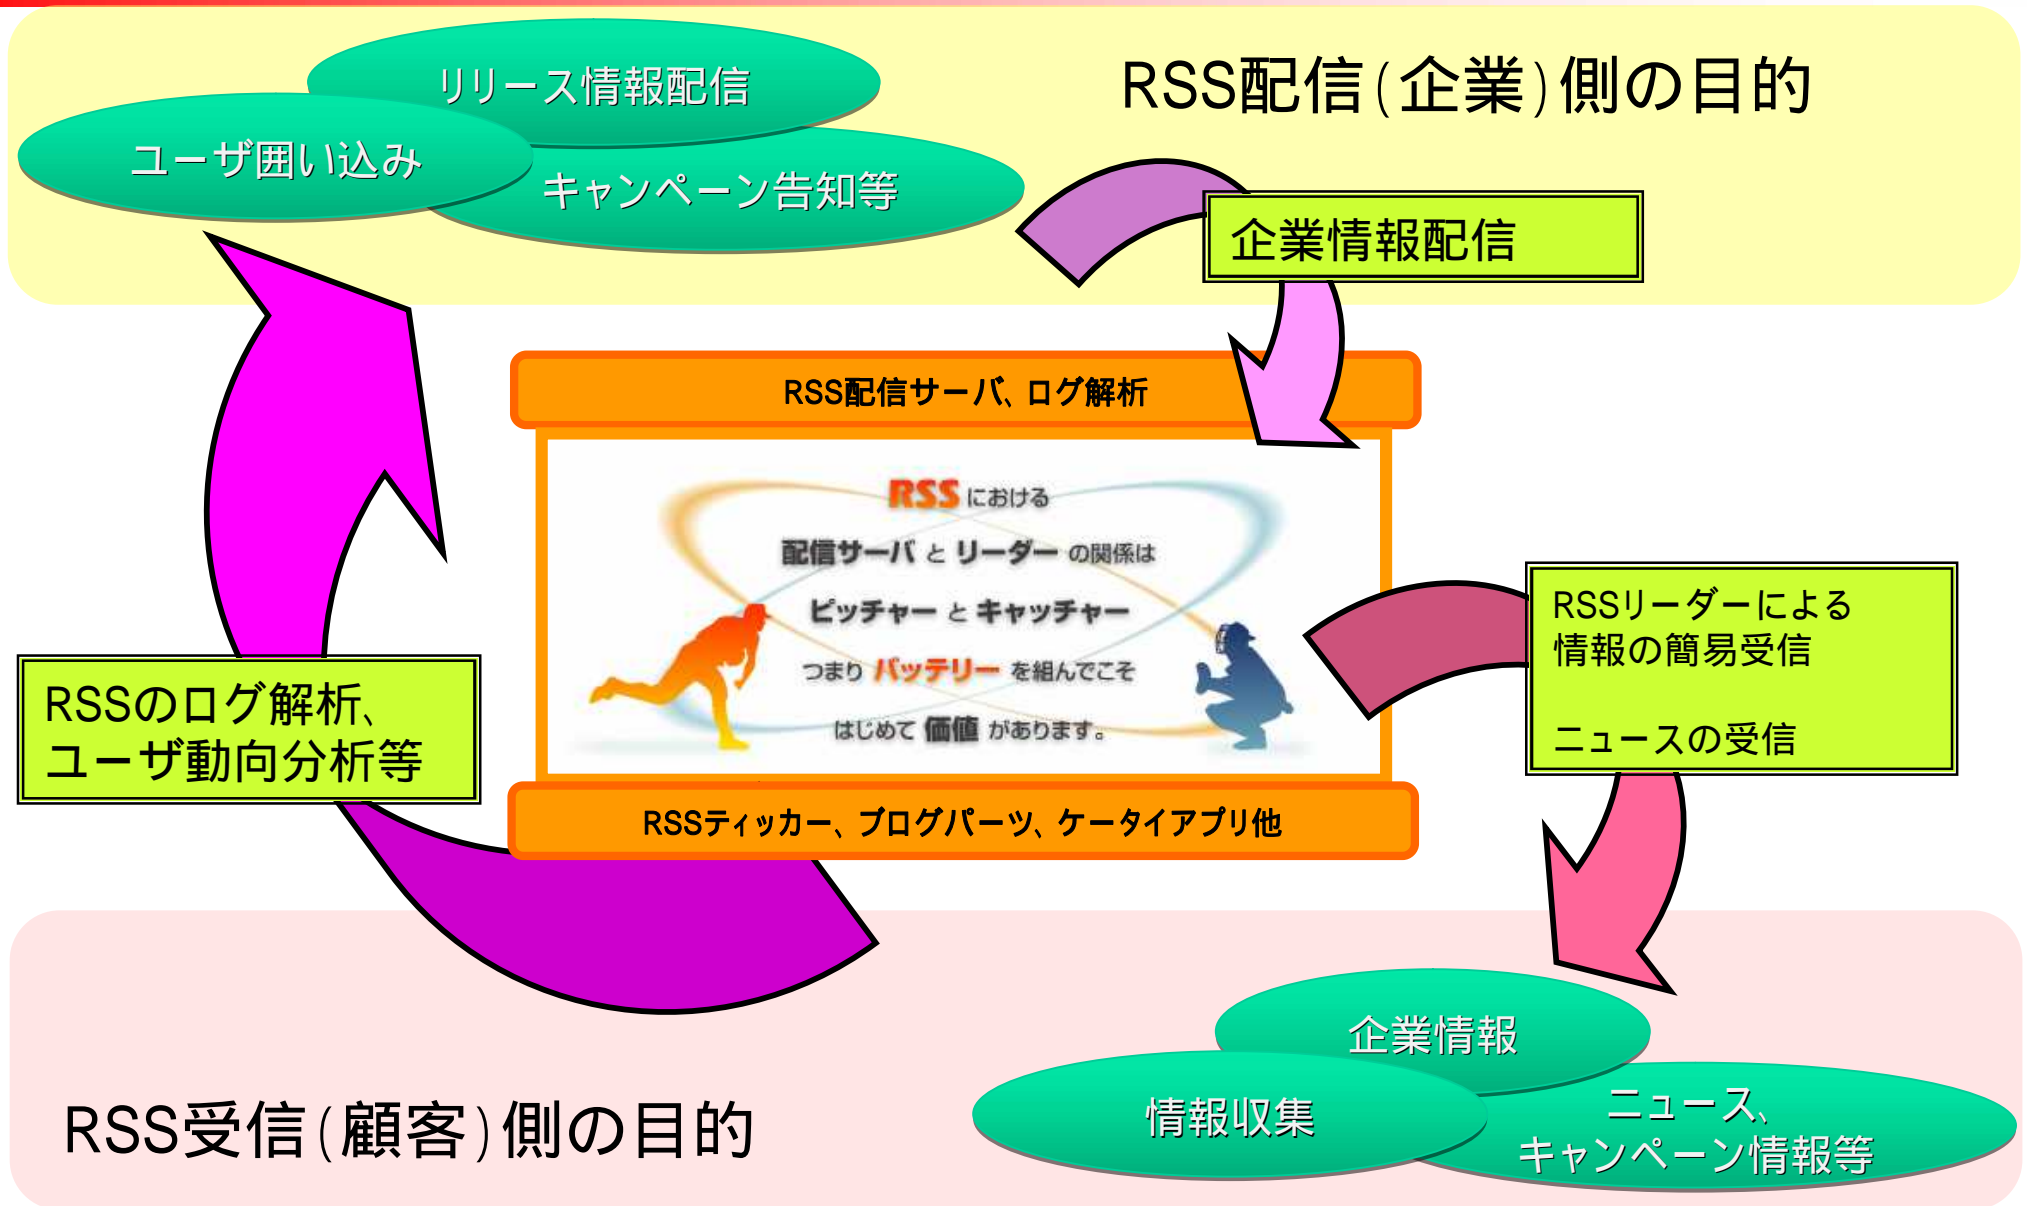 リリース情報配信
RSS配信(企業)側の目的
ユーザ囲い込み
キャンペーン告知等
企業情報配信
RSS配信サーバ、ログ解析
RSS における
配信サーバ と リーダー の関係は
ピッチャー と キャッチャー
つまり バッテリー を組んでこそ
はじめて 価値 があります。
RSSリーダーによる
情報の簡易受信
ニュースの受信
RSSのログ解析、
ユーザ動向分析等
RSSティッカー、ブログパーツ、ケータイアプリ他
企業情報
情報収集
ニュース、
キャンペーン情報等
RSS受信(顧客)側の目的